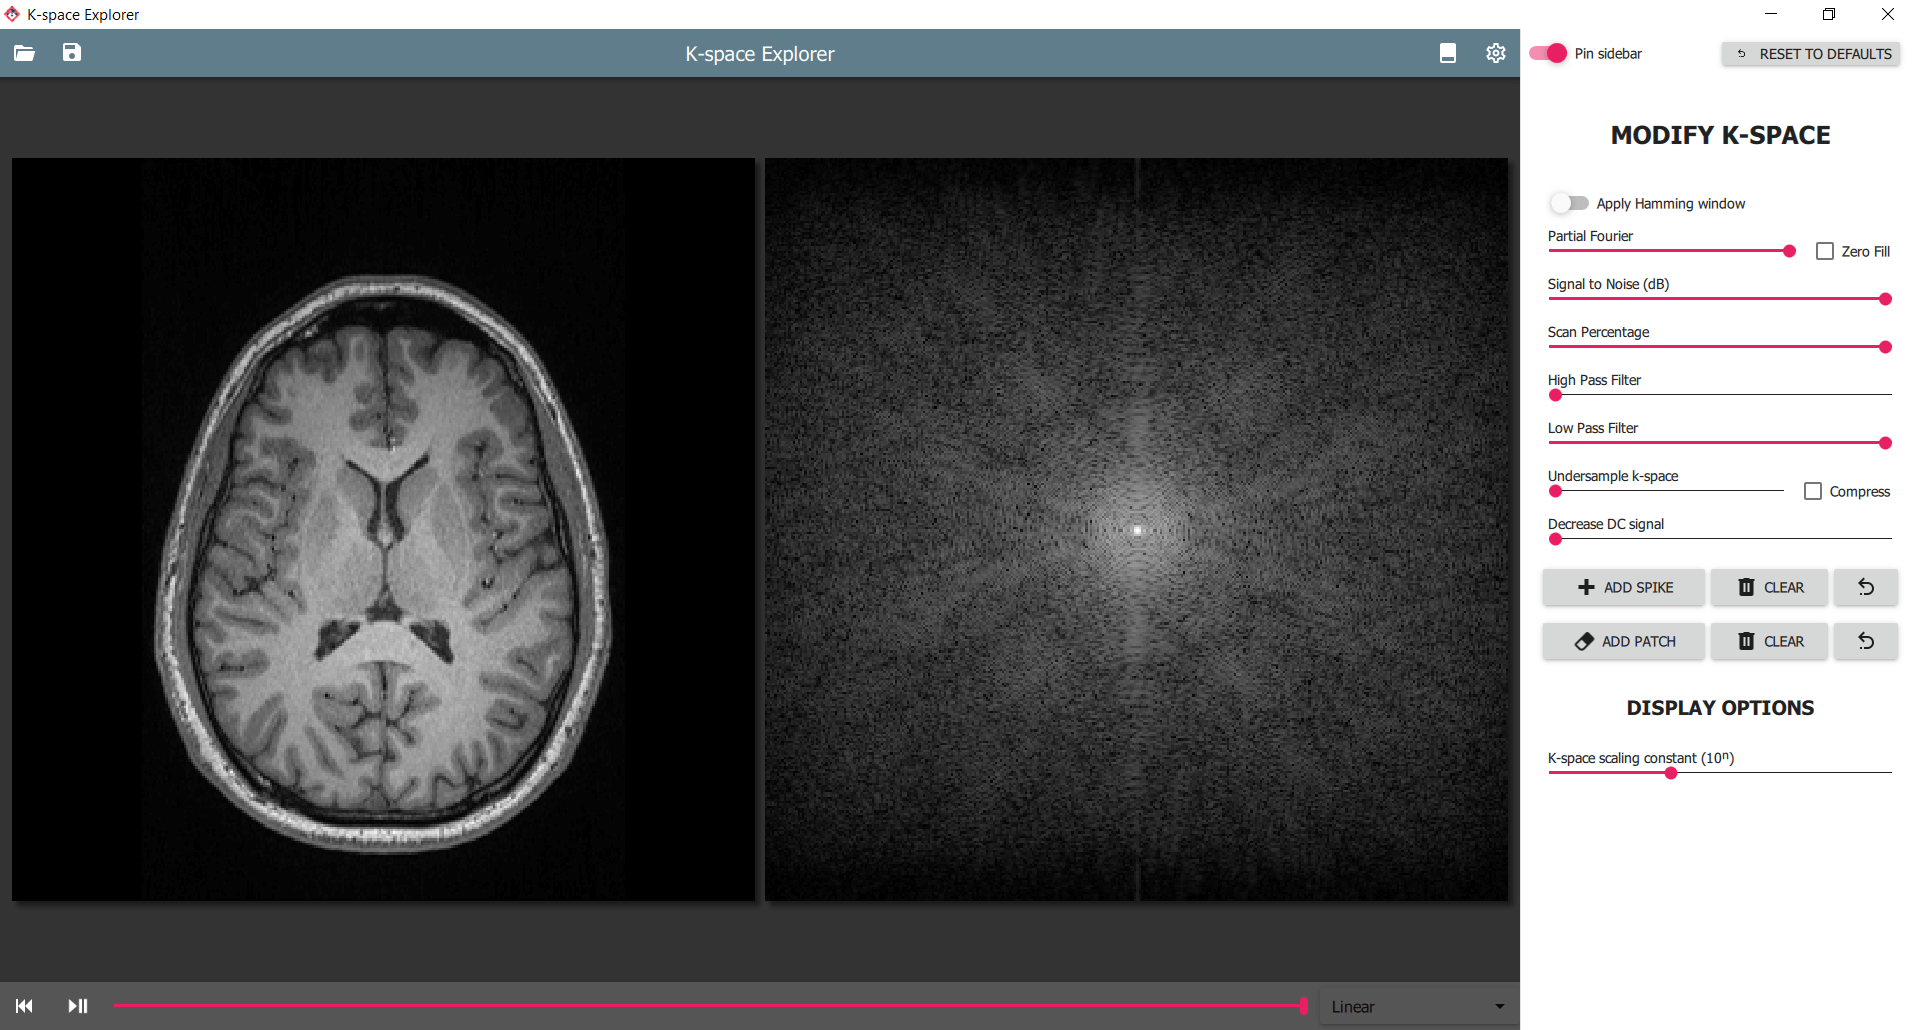 K-space Explorer
K-space Explorer
Pin sidebar
RESET TO DEFAULTS
MODIFY K-SPACE
Apply Hamming window
Partial Fourier
Zero Fill
Signal to Noise (dB)
Scan Percentage
High Pass Filter
Low Pass Filter
Undersample k-space
Compress
Decrease DC signal
ADD SPIKE
CLEAR
ADD PATCH
CLEAR
DISPLAY OPTIONS
K-space scaling constant (10ⁿ)
Linear